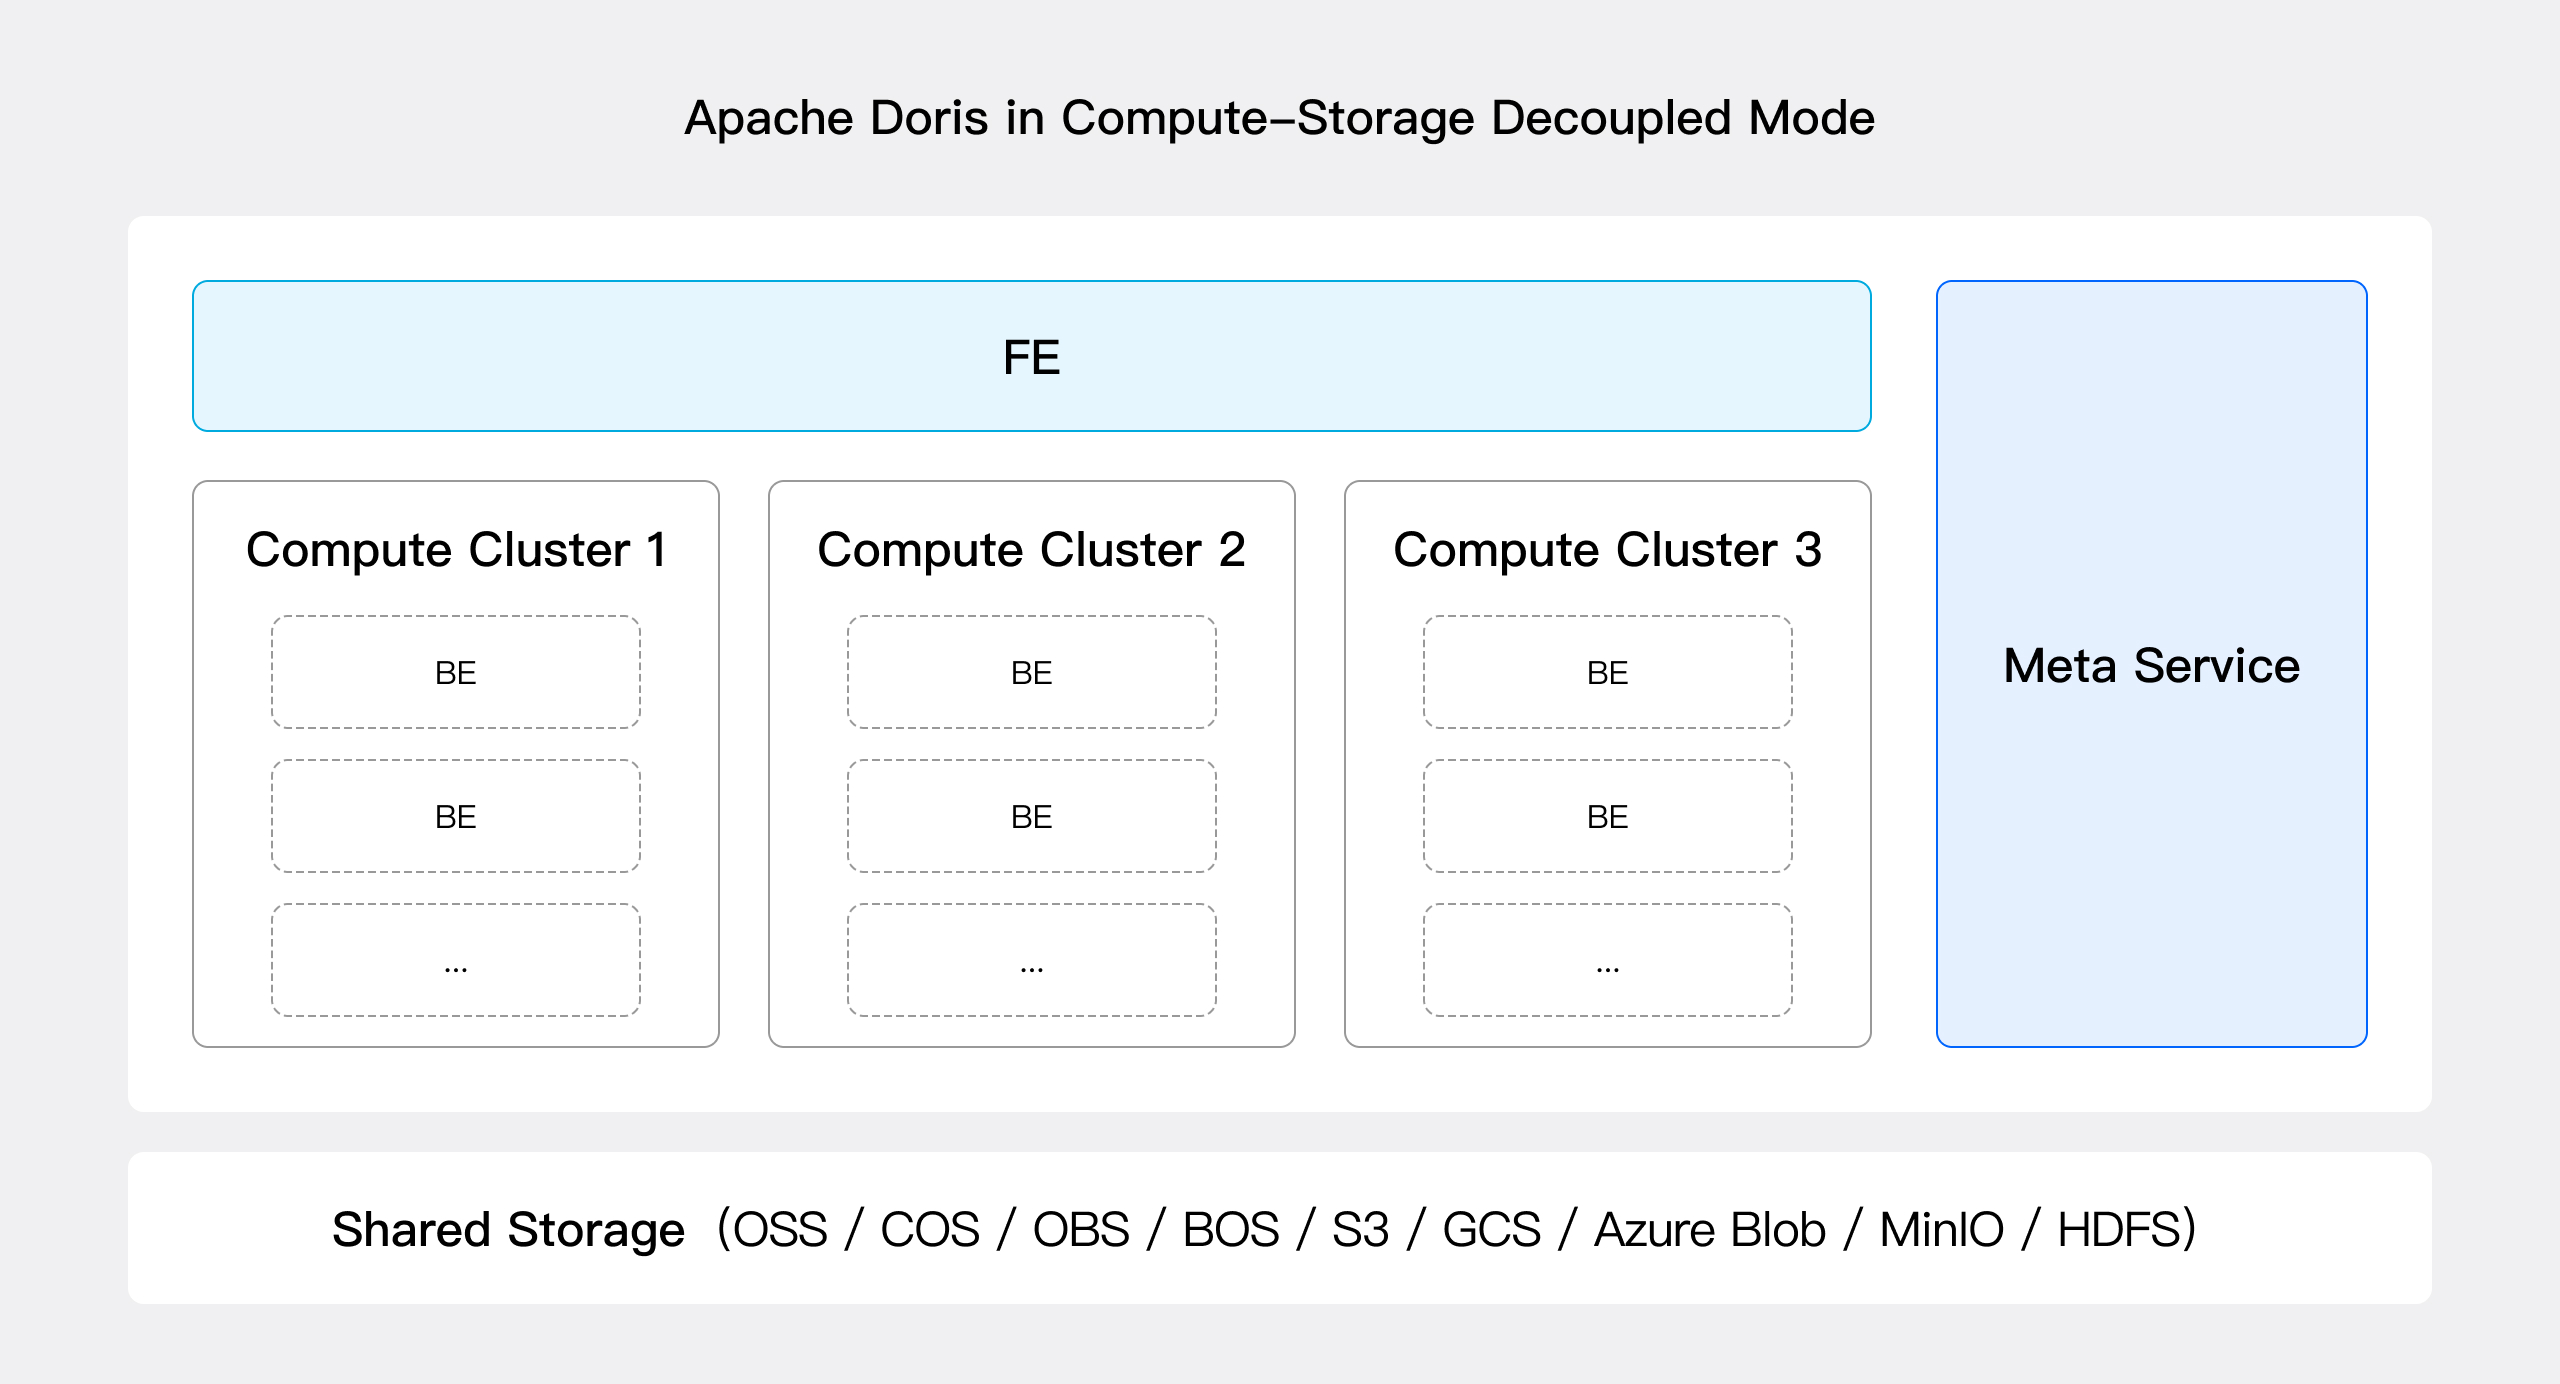 Apache Doris in Compute–Storage Decoupled Mode
FE
Compute Cluster 1
BE
BE
...
Compute Cluster 2
BE
BE
...
Compute Cluster 3
BE
BE
...
Meta Service
Shared Storage (OSS / COS / OBS / BOS / S3 / GCS / Azure Blob / MinIO / HDFS)